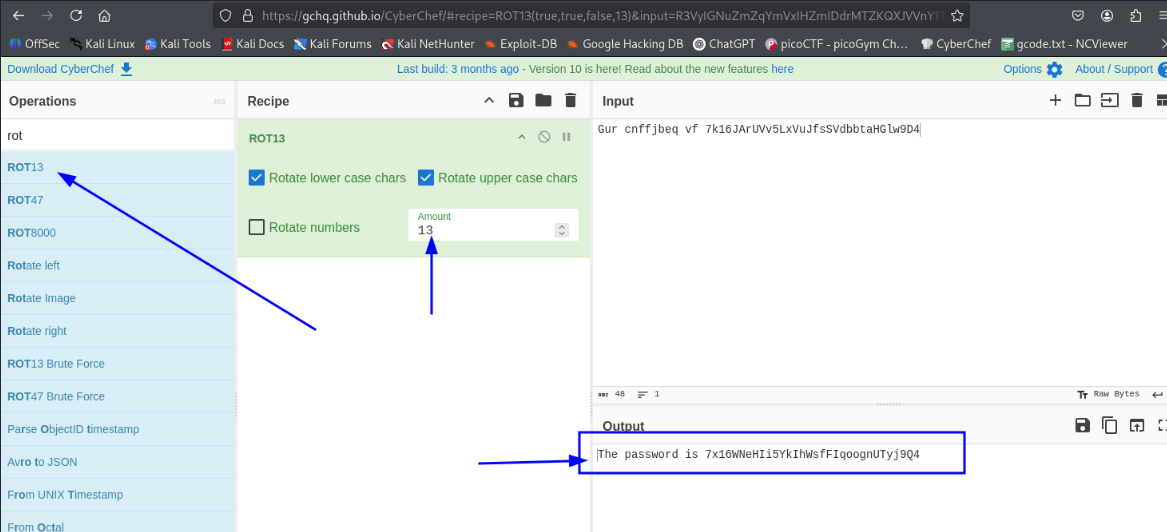 https://gchq.github.io/CyberChef/#recipe=ROT13(true,true,false,13)&input=R3VyIGNuZmZqYmVxIHZmIDdrMTZKQXJVVnY1T
OffSec Kali Linux Kali Tools Kali Docs Kali Forums Kali NetHunter Exploit-DB Google Hacking DB ChatGPT picoCTF - picoGym Ch… CyberChef gcode.txt - NCViewer
Download CyberChef Last build: 3 months ago - Version 10 is here! Read about the new features here Options About / Support
Operations Recipe Input
rot
ROT13
ROT47
ROT8000
Rotate left
Rotate Image
Rotate right
ROT13 Brute Force
ROT47 Brute Force
Parse ObjectID timestamp
Avro to JSON
From UNIX Timestamp
From Octal
ROT13
Rotate lower case chars Rotate upper case chars
Rotate numbers
Amount
13
Gur cnffjbeq vf 7k16JArUVv5LxVuJfsSVdbbtaHGlw9D4
48 1 Raw Bytes
Output
The password is 7x16WNeHIi5YkIhWsfFIqoognUTyj9Q4